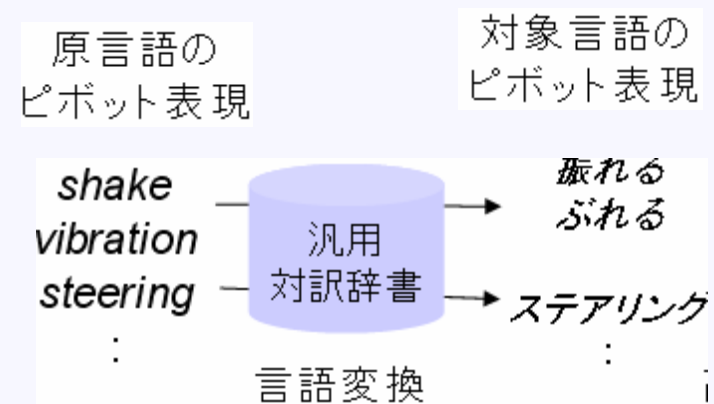 原言語の
ピボット表現
対象言語の
ピボット表現
shake
vibration
steering
:
汎用
対訳辞書
振れる
ぶれる
ステアリング
:
言語変換